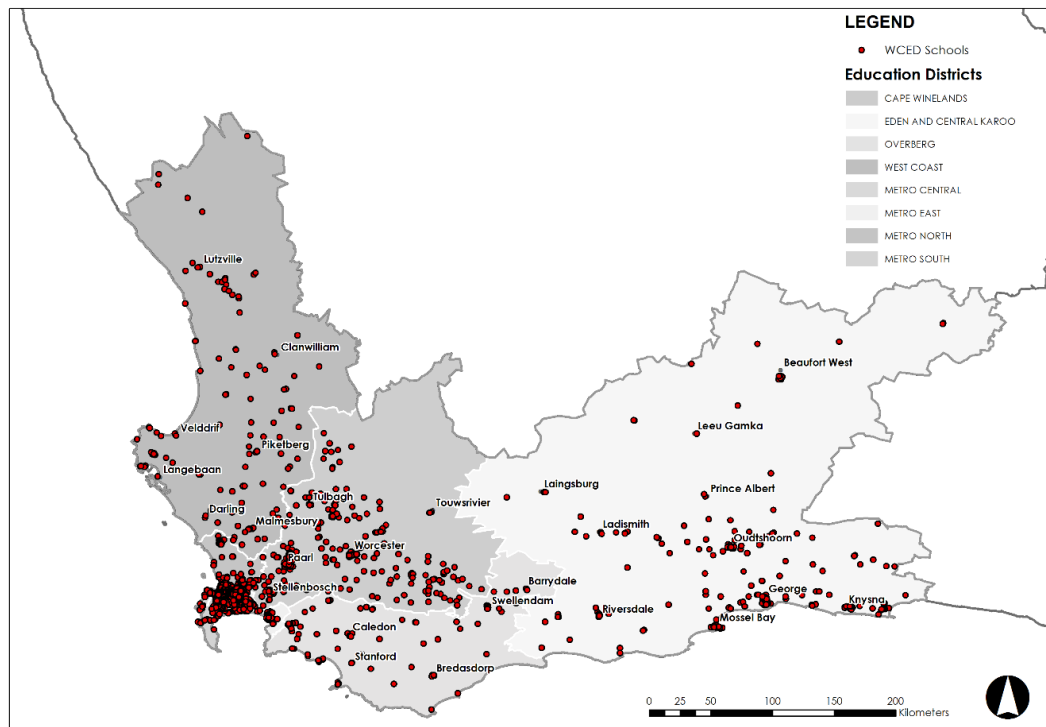 LEGEND
WCED Schools
Education Districts
CAPE WINELANDS
EDEN AND CENTRAL KAROO
OVERBERG
WEST COAST
METRO CENTRAL
METRO EAST
METRO NORTH
METRO SOUTH
Lutzville
Clanwilliam
Beaufort West
Velddrif
Leeu Gamka
Piketberg
Langebaan
Laingsburg
Prince Albert
Tulbagh
Touwsrivier
Darling
Malmesbury
Ladismith
Oudtshoorn
Worcester
Paarl
Barrydale
Stellenbosch
George
Swellendam
Knysna
Riversdale
Mossel Bay
Caledon
Stanford
Bredasdorp
0 25 50 100 150 200
Kilometers